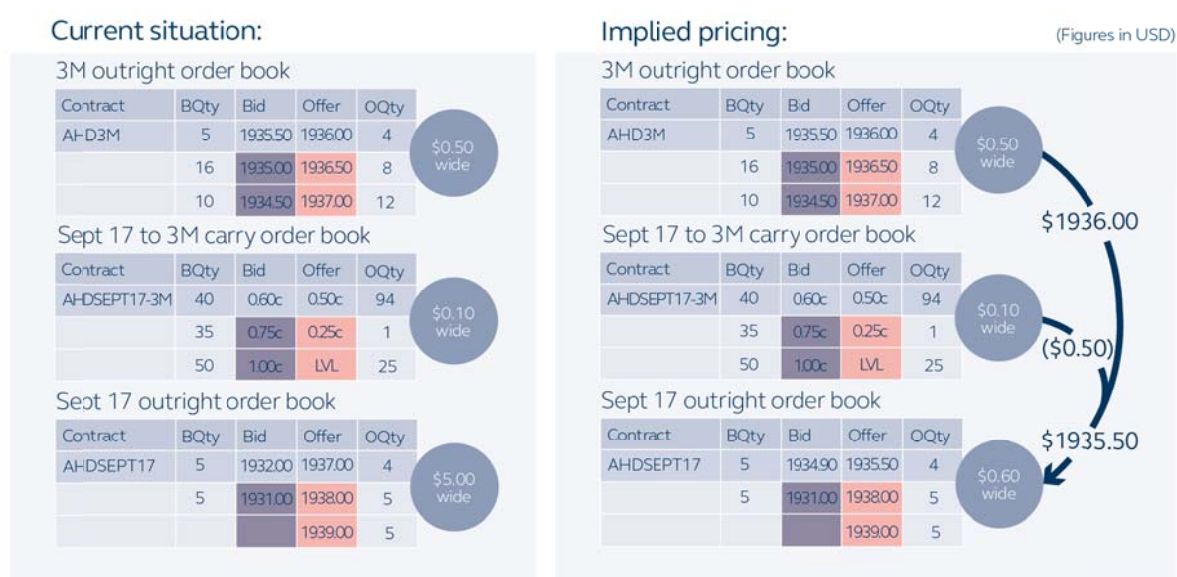 Current situation:
3M outright order book
Contract BQty Bid Offer OQty
AHD3M 5 1935.50 1936.00 4
16 1935.00 1936.50 8
10 1934.50 1937.00 12
$0.50
wide
Sept 17 to 3M carry order book
Contract BQty Bid Offer OQty
AHDSEPT17-3M 40 0.60c 0.50c 94
35 0.75c 0.25c 1
50 1.00c LVL 25
$0.10
wide
Sept 17 outright order book
Contract BQty Bid Offer OQty
AHDSEPT17 5 1932.00 1937.00 4
5 1931.00 1938.00 5
1939.00 5
$5.00
wide
Implied pricing:
(Figures in USD)
3M outright order book
Contract BQty Bid Offer OQty
AHD3M 5 1935.50 1936.00 4
16 1935.00 1936.50 8
10 1934.50 1937.00 12
$0.50
wide
$1936.00
Sept 17 to 3M carry order book
Contract BQty Bid Offer OQty
AHDSEPT17-3M 40 0.60c 0.50c 94
35 0.75c 0.25c 1
50 1.00c LVL 25
$0.10
wide
($0.50)
Sept 17 outright order book
Contract BQty Bid Offer OQty
AHDSEPT17 5 1934.90 1935.50 4
5 1931.00 1938.00 5
1939.00 5
$0.60
wide
$1935.50